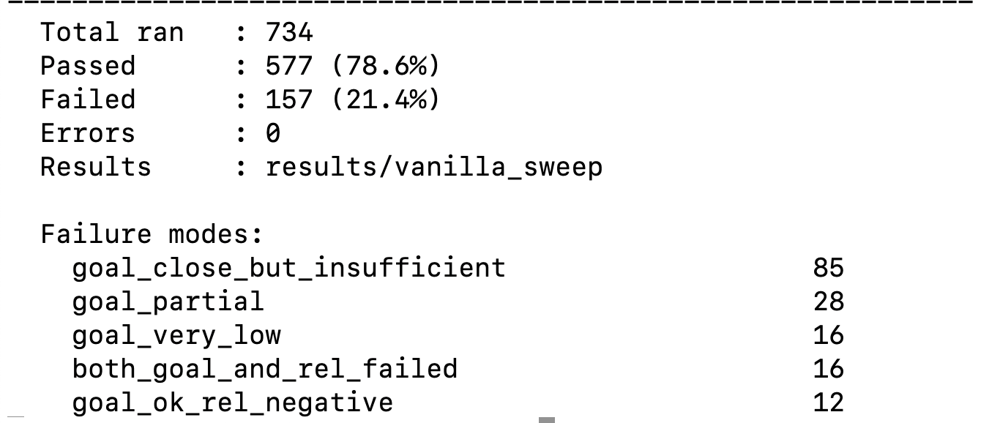 Total ran   : 734
Passed      : 577 (78.6%)
Failed      : 157 (21.4%)
Errors      : 0
Results     : results/vanilla_sweep

Failure modes:
  goal_close_but_insufficient                   85
  goal_partial                                  28
  goal_very_low                                 16
  both_goal_and_rel_failed                      16
  goal_ok_rel_negative                          12